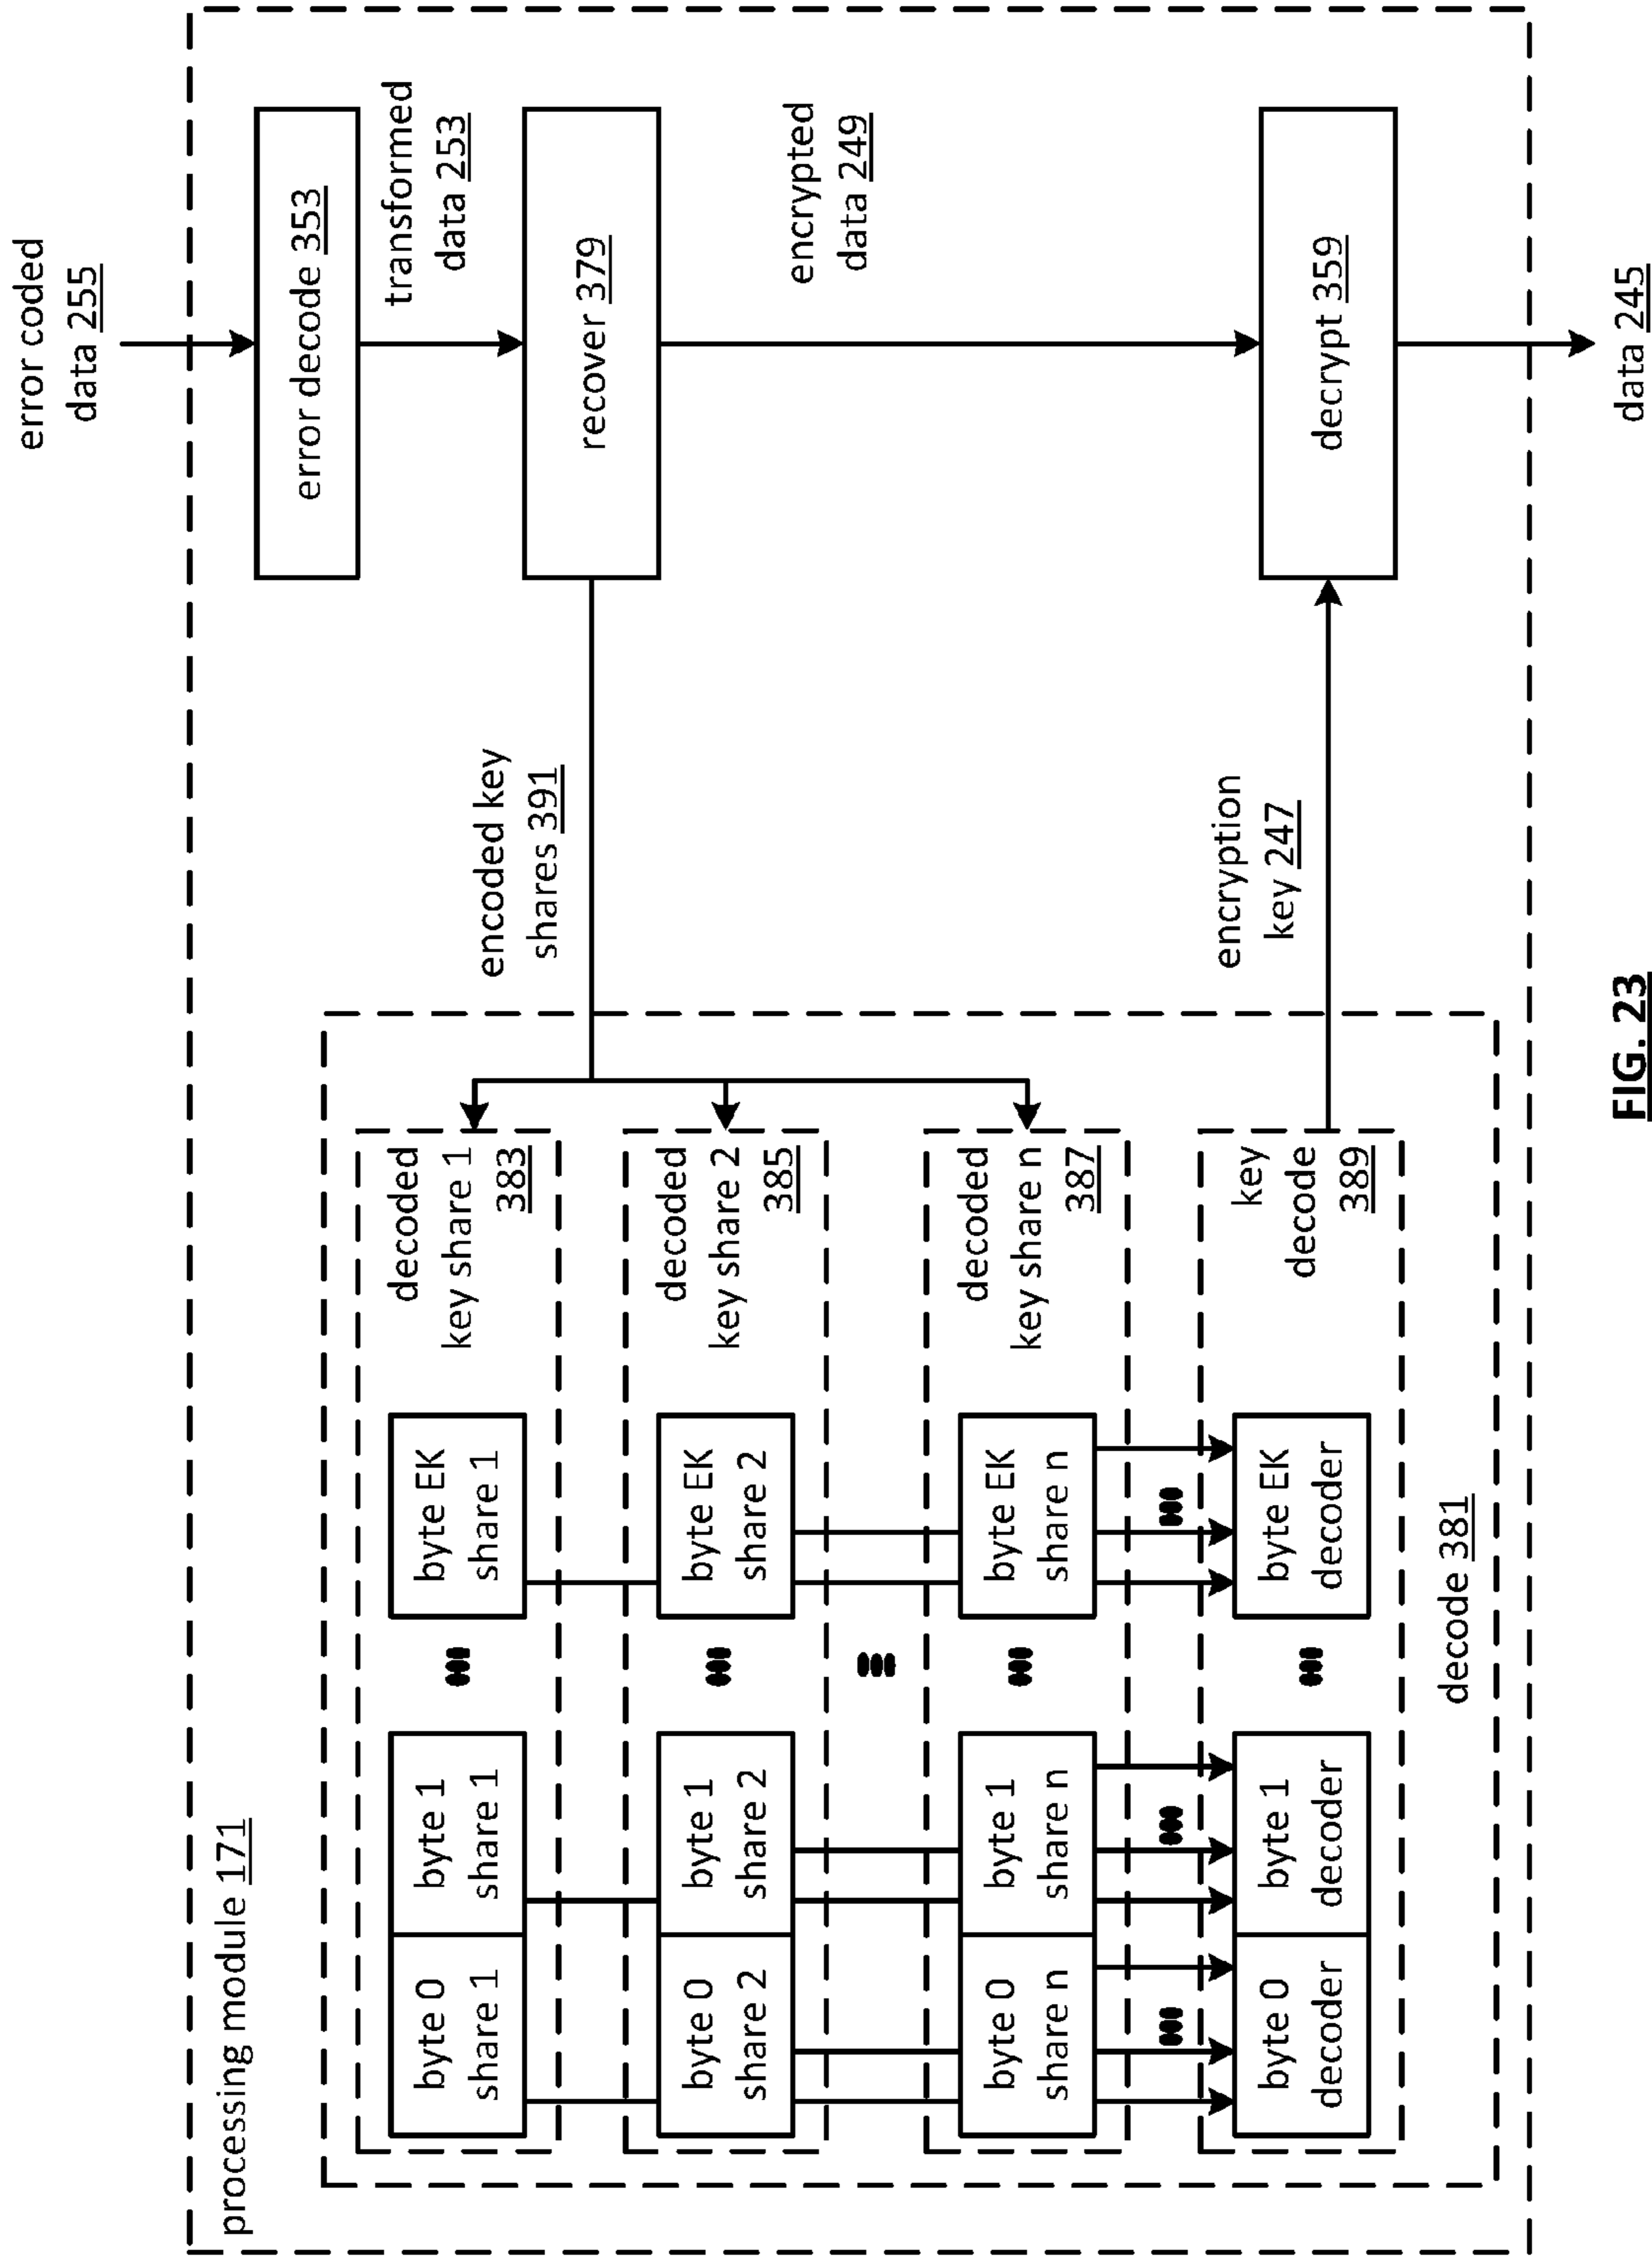 processing module 171
error coded
data 255
error decode 353
transformed
data 253
recover 379
encrypted
data 249
decrypt 359
data 245
encoded key
shares 391
encryption
key 247
decoded
key share 1
383
byte 0
share 1
byte 1
share 1
byte EK
share 1
decoded
key share 2
385
byte 0
share 2
byte 1
share 2
byte EK
share 2
decoded
key share n
387
byte 0
share n
byte 1
share n
byte EK
share n
key
decode
389
byte 0
decoder
byte 1
decoder
byte EK
decoder
decode 381
FIG. 23